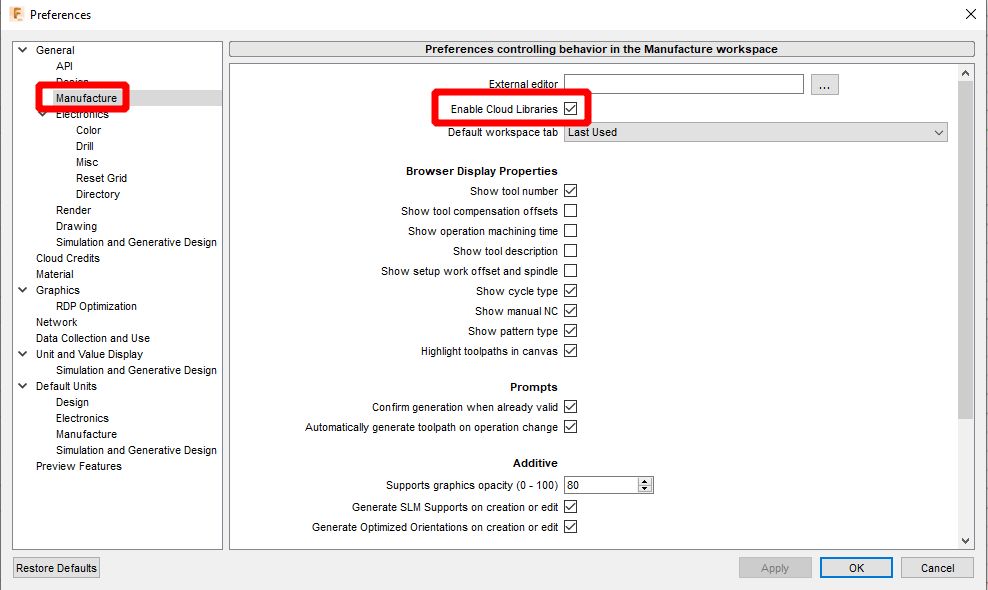 F Preferences
General
API
Design
Manufacture
Electronics
Color
Drill
Misc
Reset Grid
Directory
Render
Drawing
Simulation and Generative Design
Cloud Credits
Material
Graphics
RDP Optimization
Network
Data Collection and Use
Unit and Value Display
Simulation and Generative Design
Default Units
Design
Electronics
Manufacture
Simulation and Generative Design
Preview Features
Preferences controlling behavior in the Manufacture workspace
External editor ...
Enable Cloud Libraries
Default workspace tab Last Used
Browser Display Properties
Show tool number
Show tool compensation offsets
Show operation machining time
Show tool description
Show setup work offset and spindle
Show cycle type
Show manual NC
Show pattern type
Highlight toolpaths in canvas
Prompts
Confirm generation when already valid
Automatically generate toolpath on operation change
Additive
Supports graphics opacity (0 - 100) 80
Generate SLM Supports on creation or edit
Generate Optimized Orientations on creation or edit
Restore Defaults Apply OK Cancel